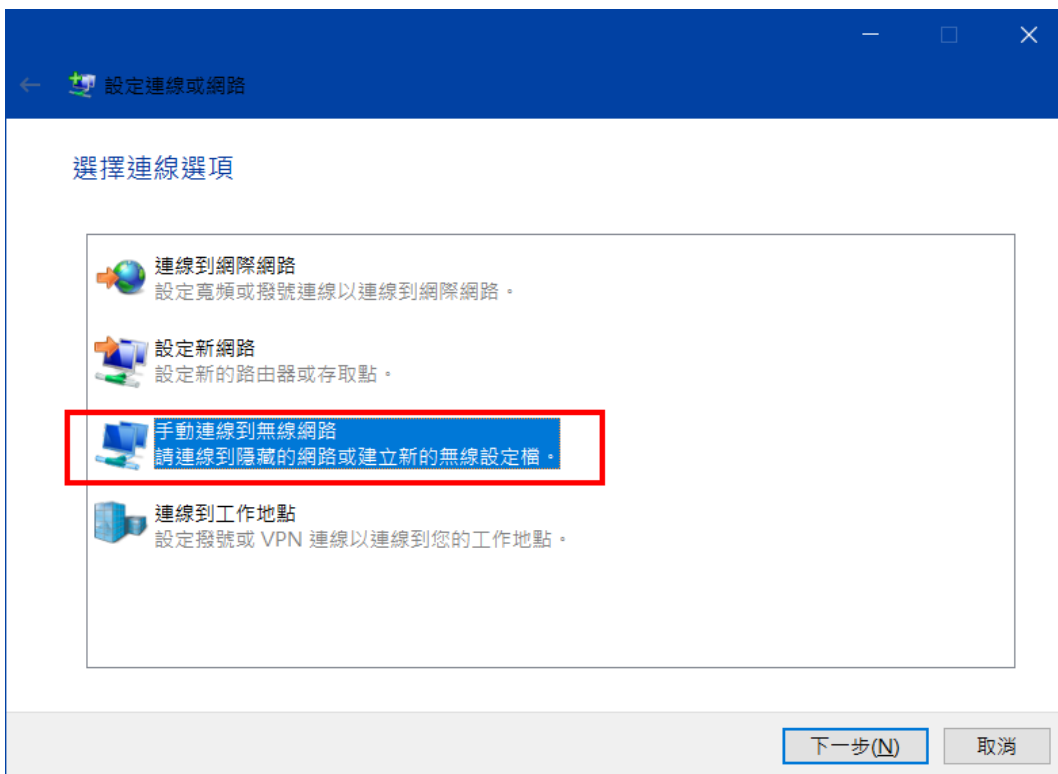 設定連線或網路
選擇連線選項
連線到網際網路
設定寬頻或撥號連線以連線到網際網路。
設定新網路
設定新的路由器或存取點。
手動連線到無線網路
請連線到隱藏的網路或建立新的無線設定檔。
連線到工作地點
設定撥號或 VPN 連線以連線到您的工作地點。
下一步(N)
取消